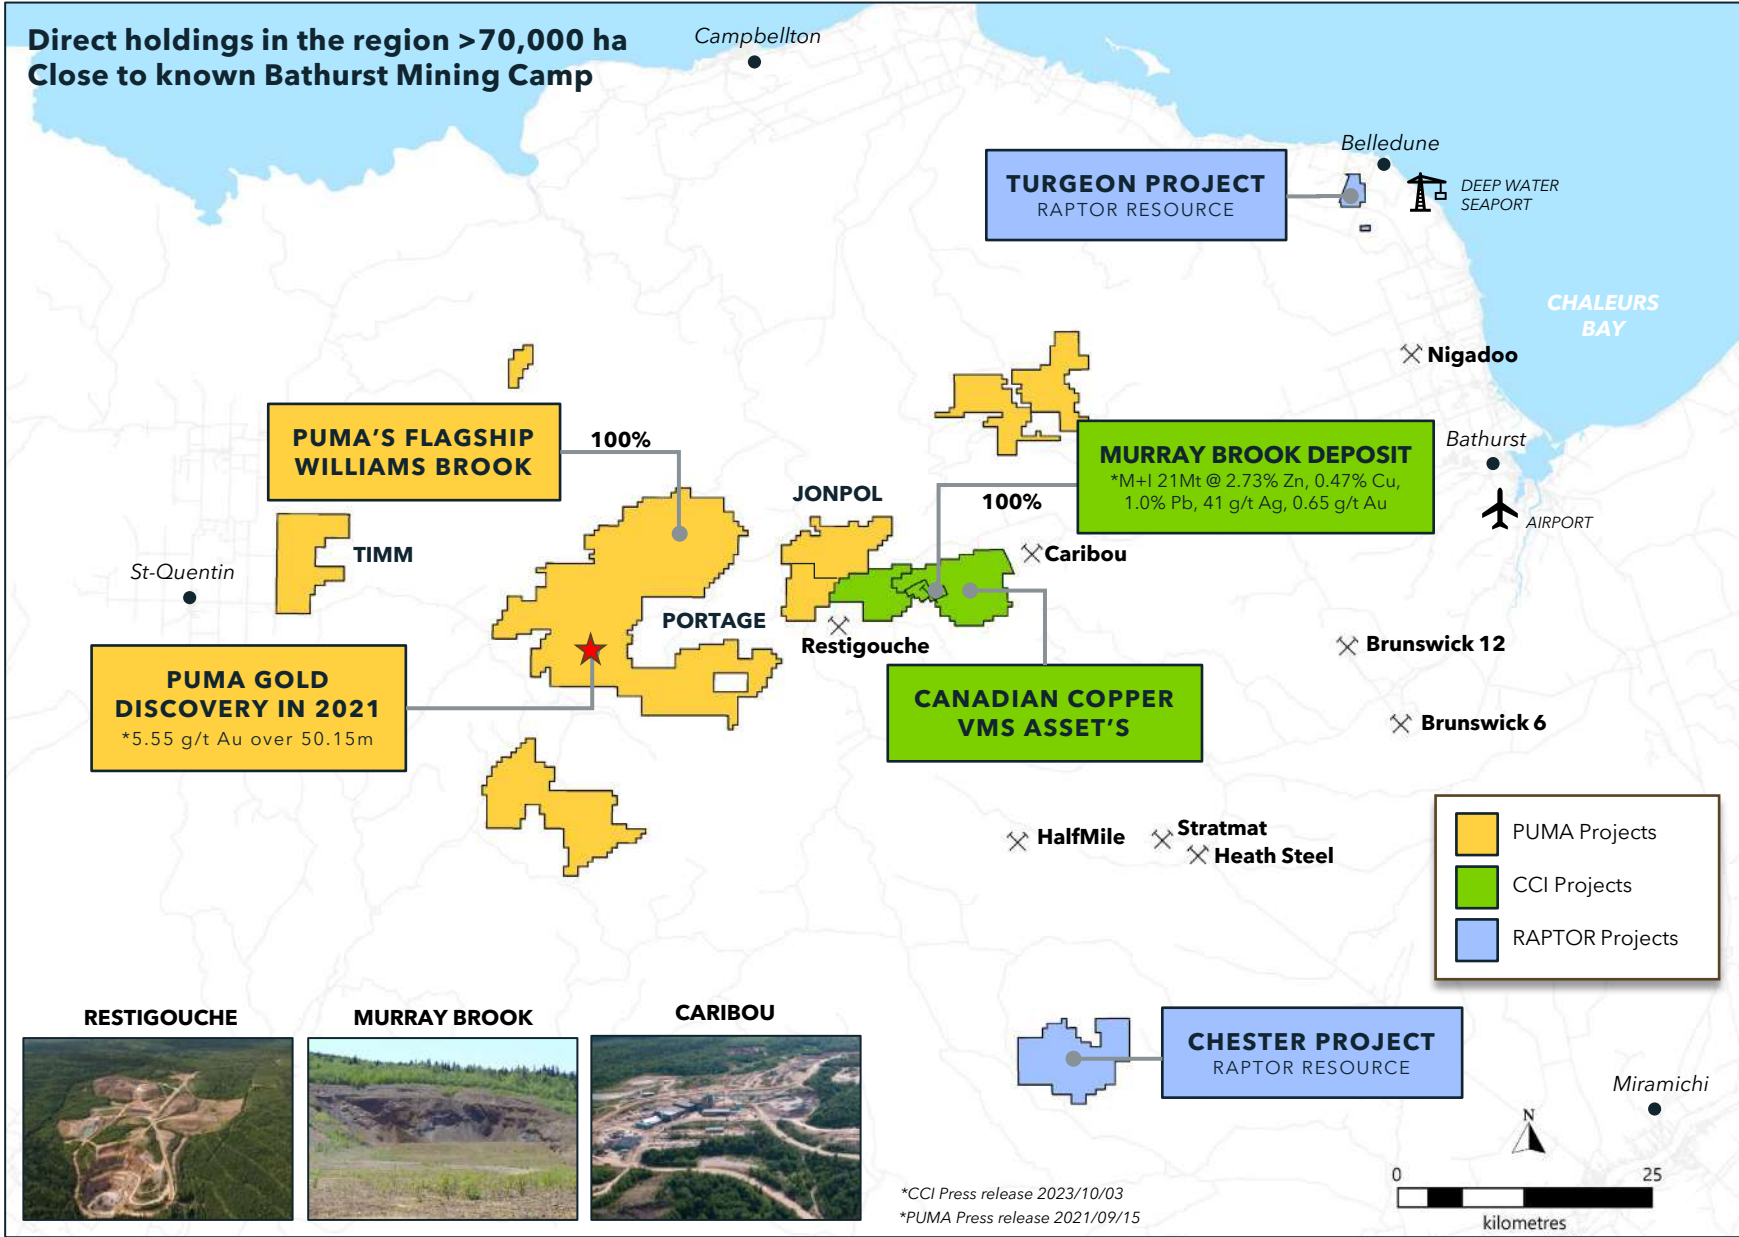 Direct holdings in the region >70,000 ha
Close to known Bathurst Mining Camp
Campbellton
Belledune
DEEP WATER
SEAPORT
TURGEON PROJECT
RAPTOR RESOURCE
CHALEURS
BAY
Nigadoo
PUMA'S FLAGSHIP
WILLIAMS BROOK
100%
MURRAY BROOK DEPOSIT
*M+I 21Mt @ 2.73% Zn, 0.47% Cu,
1.0% Pb, 41 g/t Ag, 0.65 g/t Au
100%
Bathurst
AIRPORT
JONPOL
TIMM
St-Quentin
Caribou
PORTAGE
Restigouche
Brunswick 12
PUMA GOLD
DISCOVERY IN 2021
*5.55 g/t Au over 50.15m
CANADIAN COPPER
VMS ASSET'S
Brunswick 6
HalfMile
Stratmat
Heath Steel
PUMA Projects
CCI Projects
RAPTOR Projects
RESTIGOUCHE
MURRAY BROOK
CARIBOU
CHESTER PROJECT
RAPTOR RESOURCE
Miramichi
N
0 25
kilometres
*CCI Press release 2023/10/03
*PUMA Press release 2021/09/15